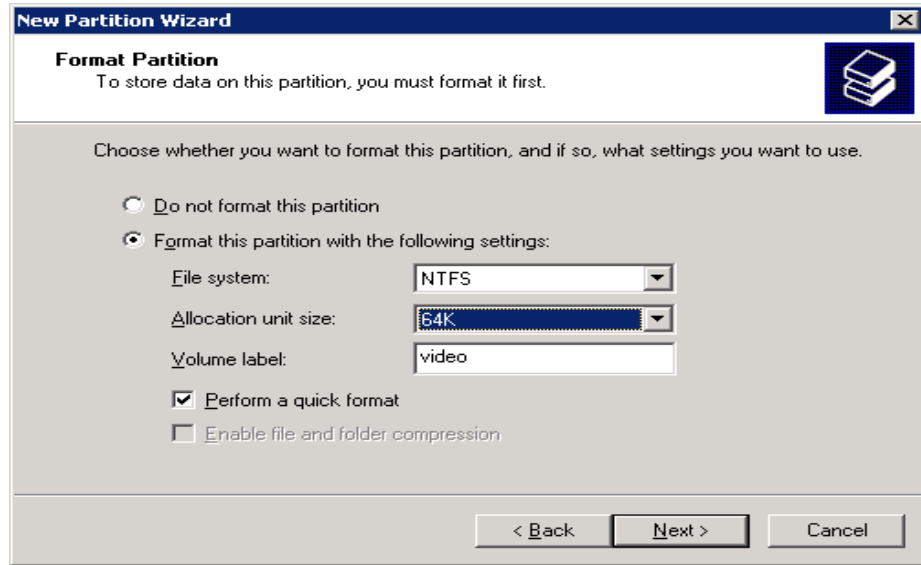 New Partition Wizard
Format Partition
To store data on this partition, you must format it first.
Choose whether you want to format this partition, and if so, what settings you want to use.
Do not format this partition
Format this partition with the following settings:
File system: NTFS
Allocation unit size: 64K
Volume label: video
Perform a quick format
Enable file and folder compression
< Back Next > Cancel